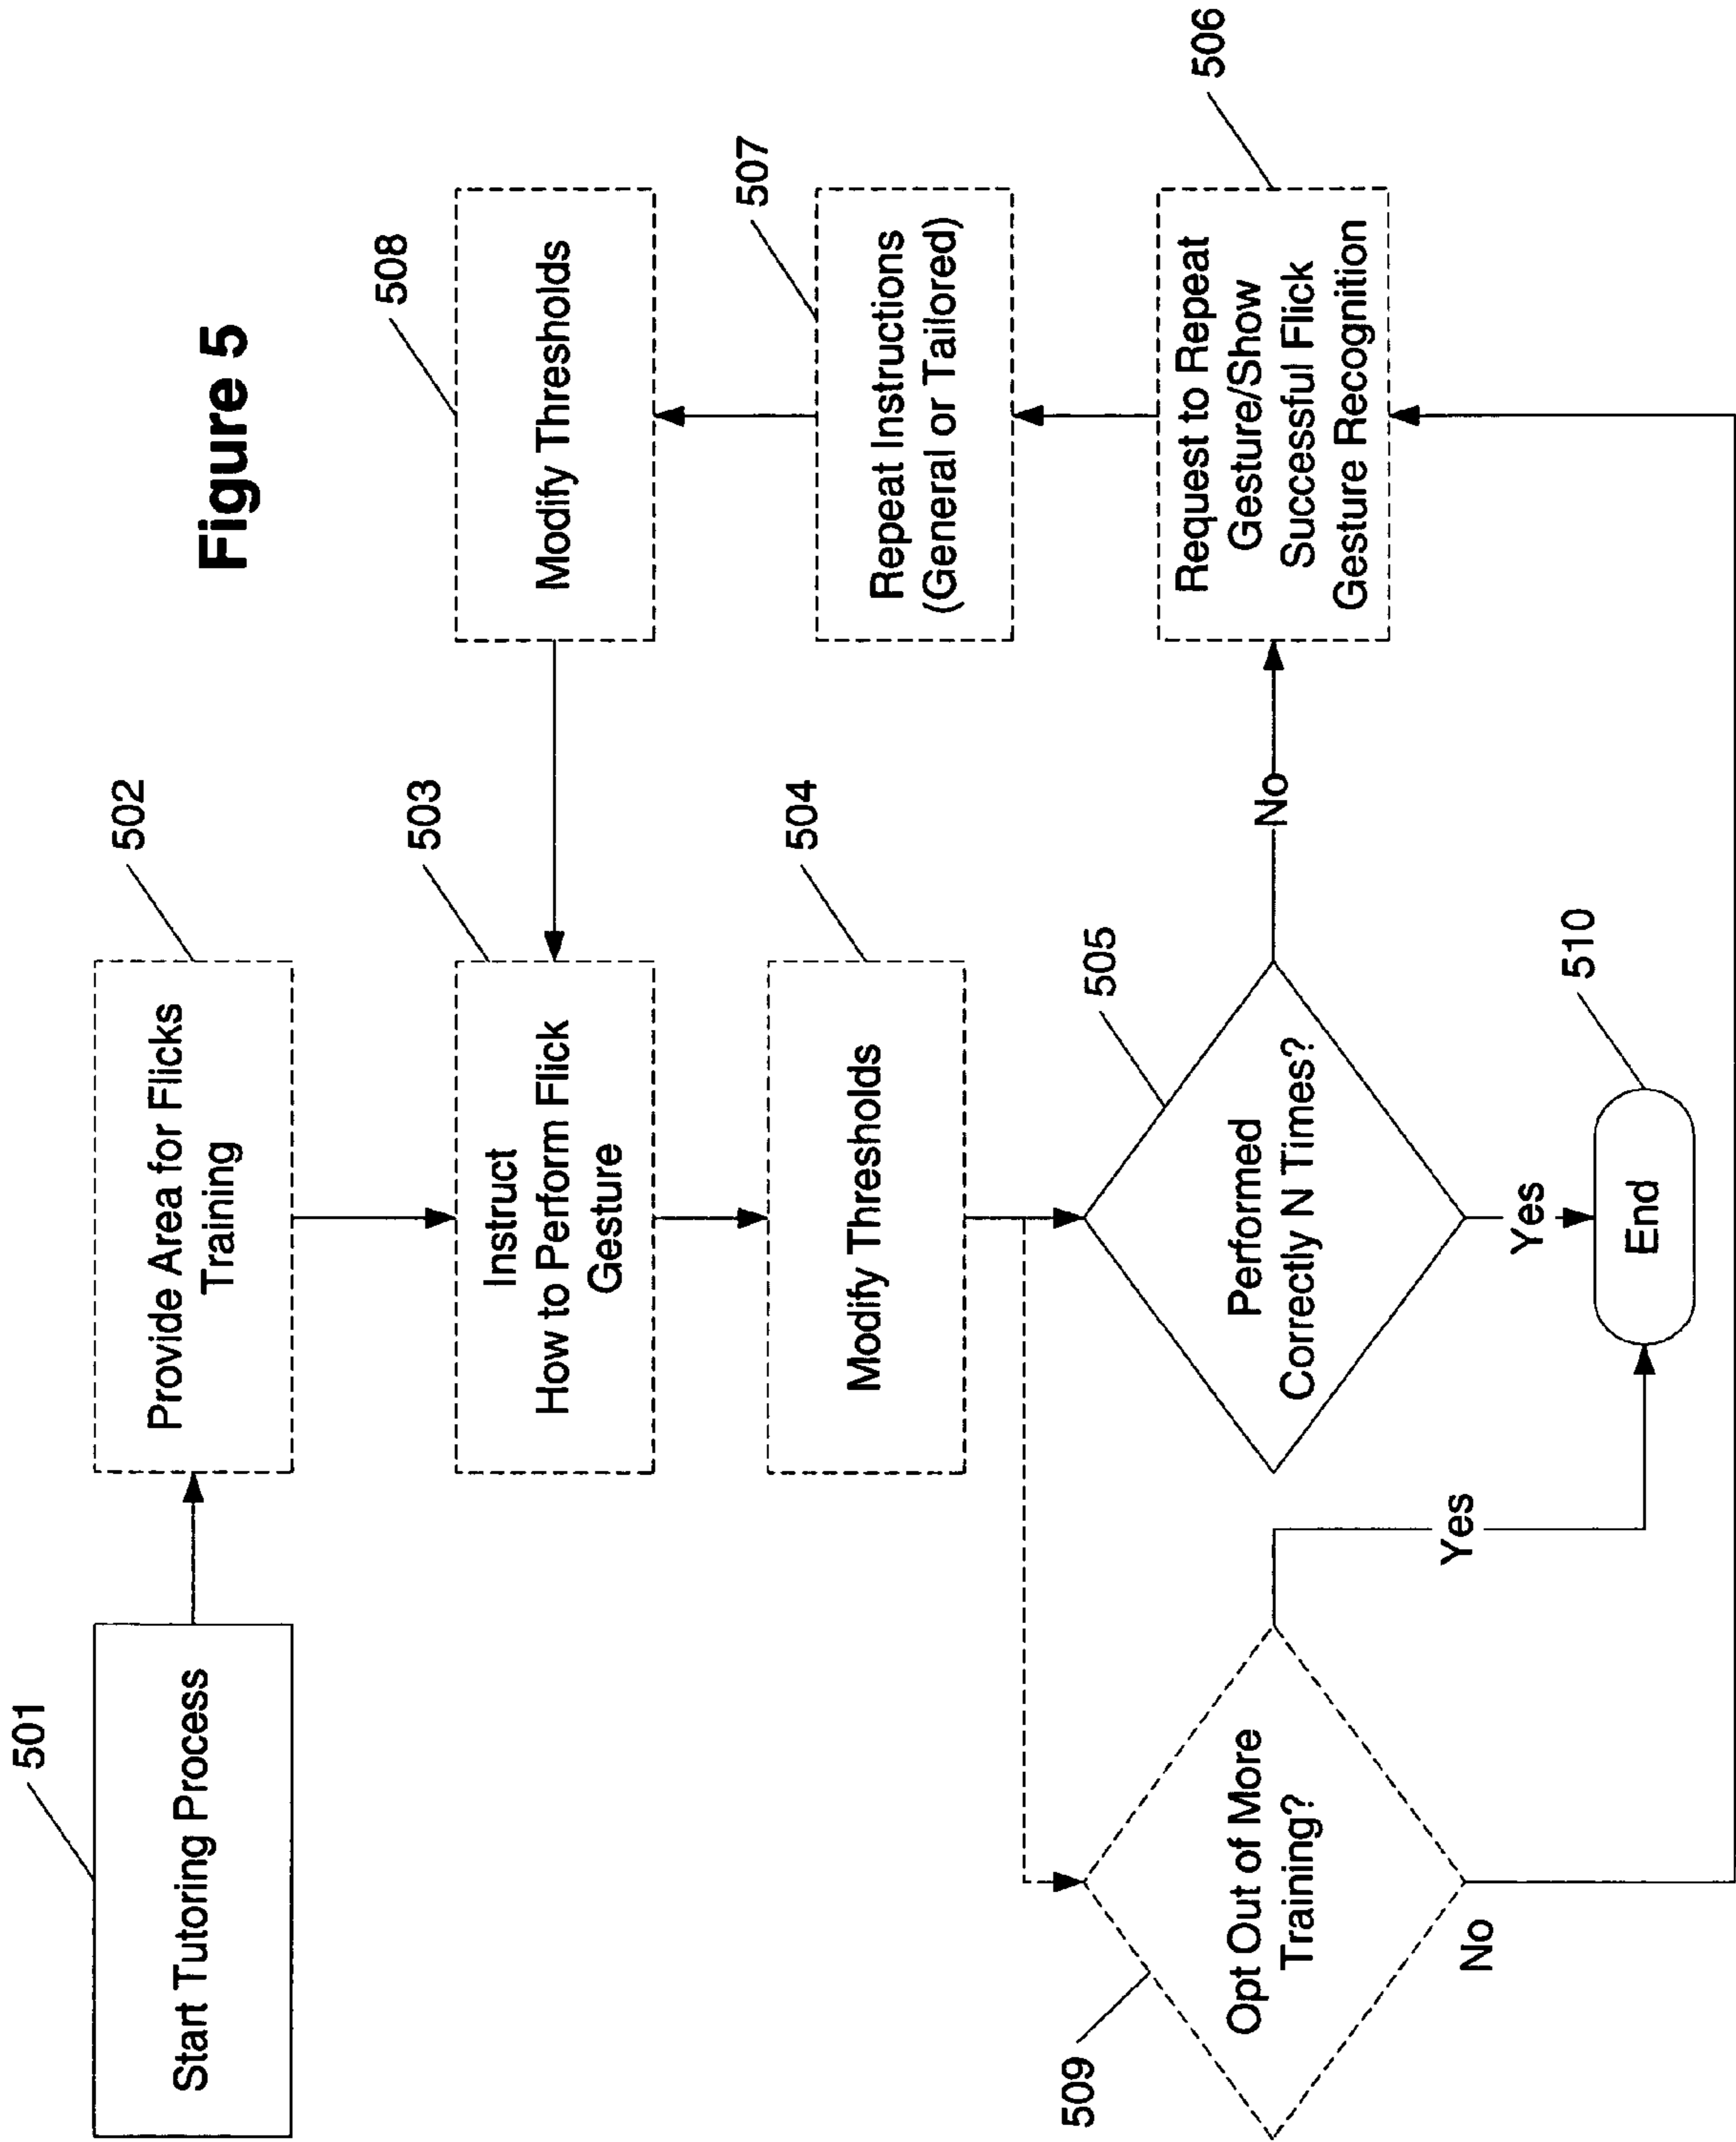 Figure 5
501
Start Tutoring Process
502
Provide Area for Flicks
Training
503
Instruct
How to Perform Flick
Gesture
504
Modify Thresholds
505
Performed
Correctly N Times?
No
Yes
506
Request to Repeat
Gesture/Show
Successful Flick
Gesture Recognition
507
Repeat Instructions
(General or Tailored)
508
Modify Thresholds
509
Opt Out of More
Training?
Yes
No
510
End